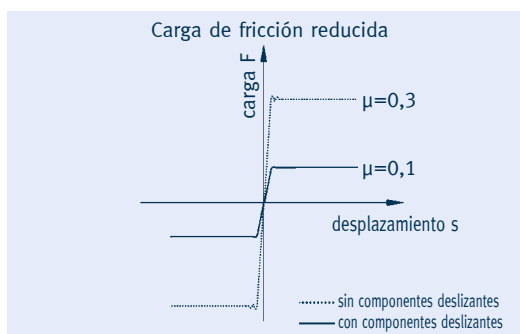 Carga de fricción reducida
carga F
μ=0,3
μ=0,1
desplazamiento s
sin componentes deslizantes
con componentes deslizantes